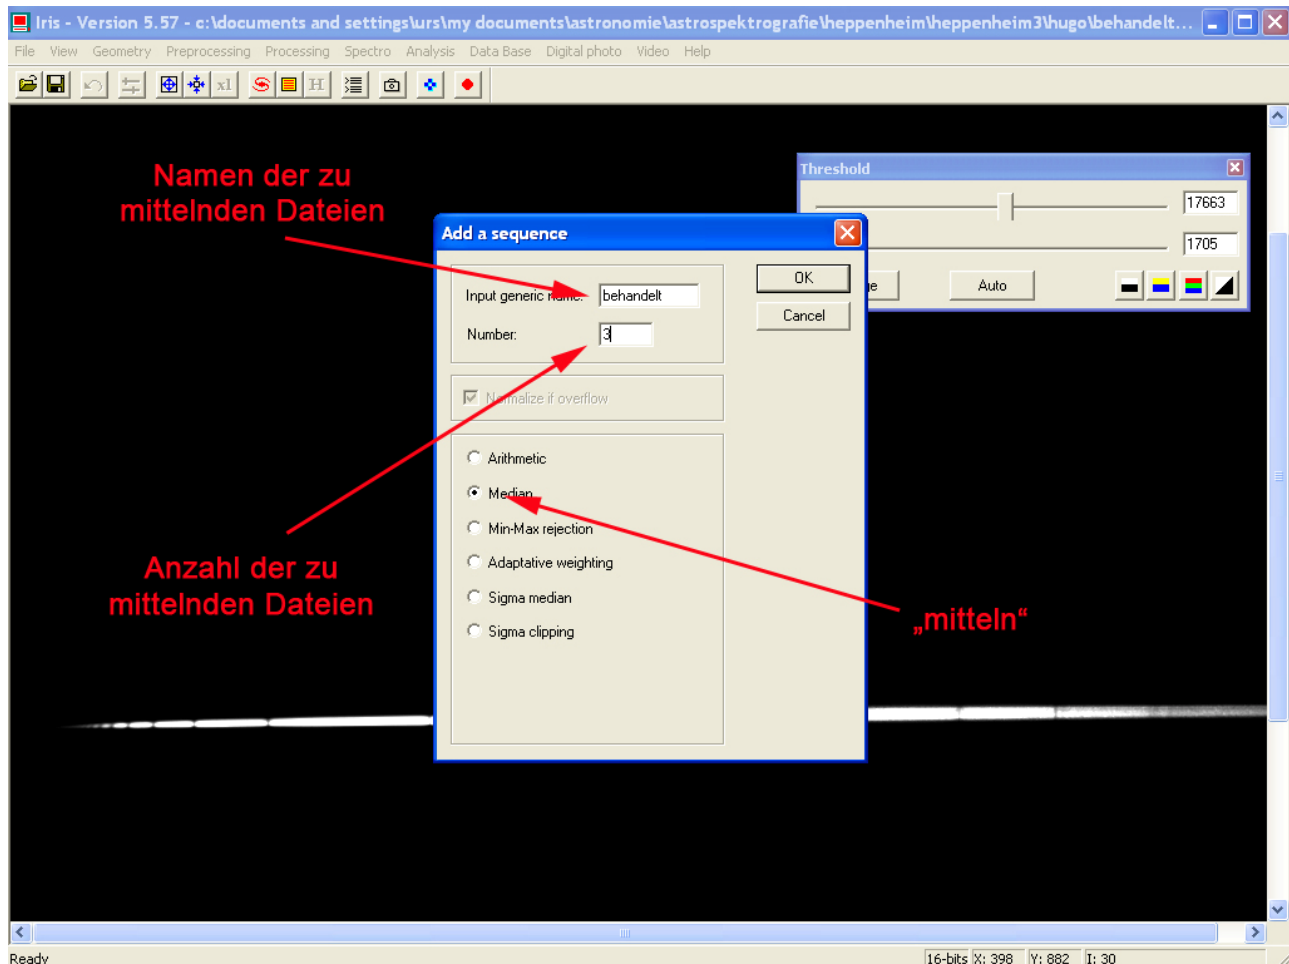 Iris - Version 5.57 - c:\documents and settings\urs\my documents\astronomie\astrospektrografie\heppenheim\heppenheim3\hugo\behandelt...
File View Geometry Preprocessing Processing Spectro Analysis Data Base Digital photo Video Help
x1 H
Namen der zu
mittelnden Dateien
Threshold
17663
1705
Auto
Add a sequence
Input generic name: behandelt
Number: 3
OK
Cancel
Normalize if overflow
Arithmetic
Median
Min-Max rejection
Adaptative weighting
Sigma median
Sigma clipping
Anzahl der zu
mittelnden Dateien
„mitteln“
Ready 16-bits X: 398 Y: 882 I: 30